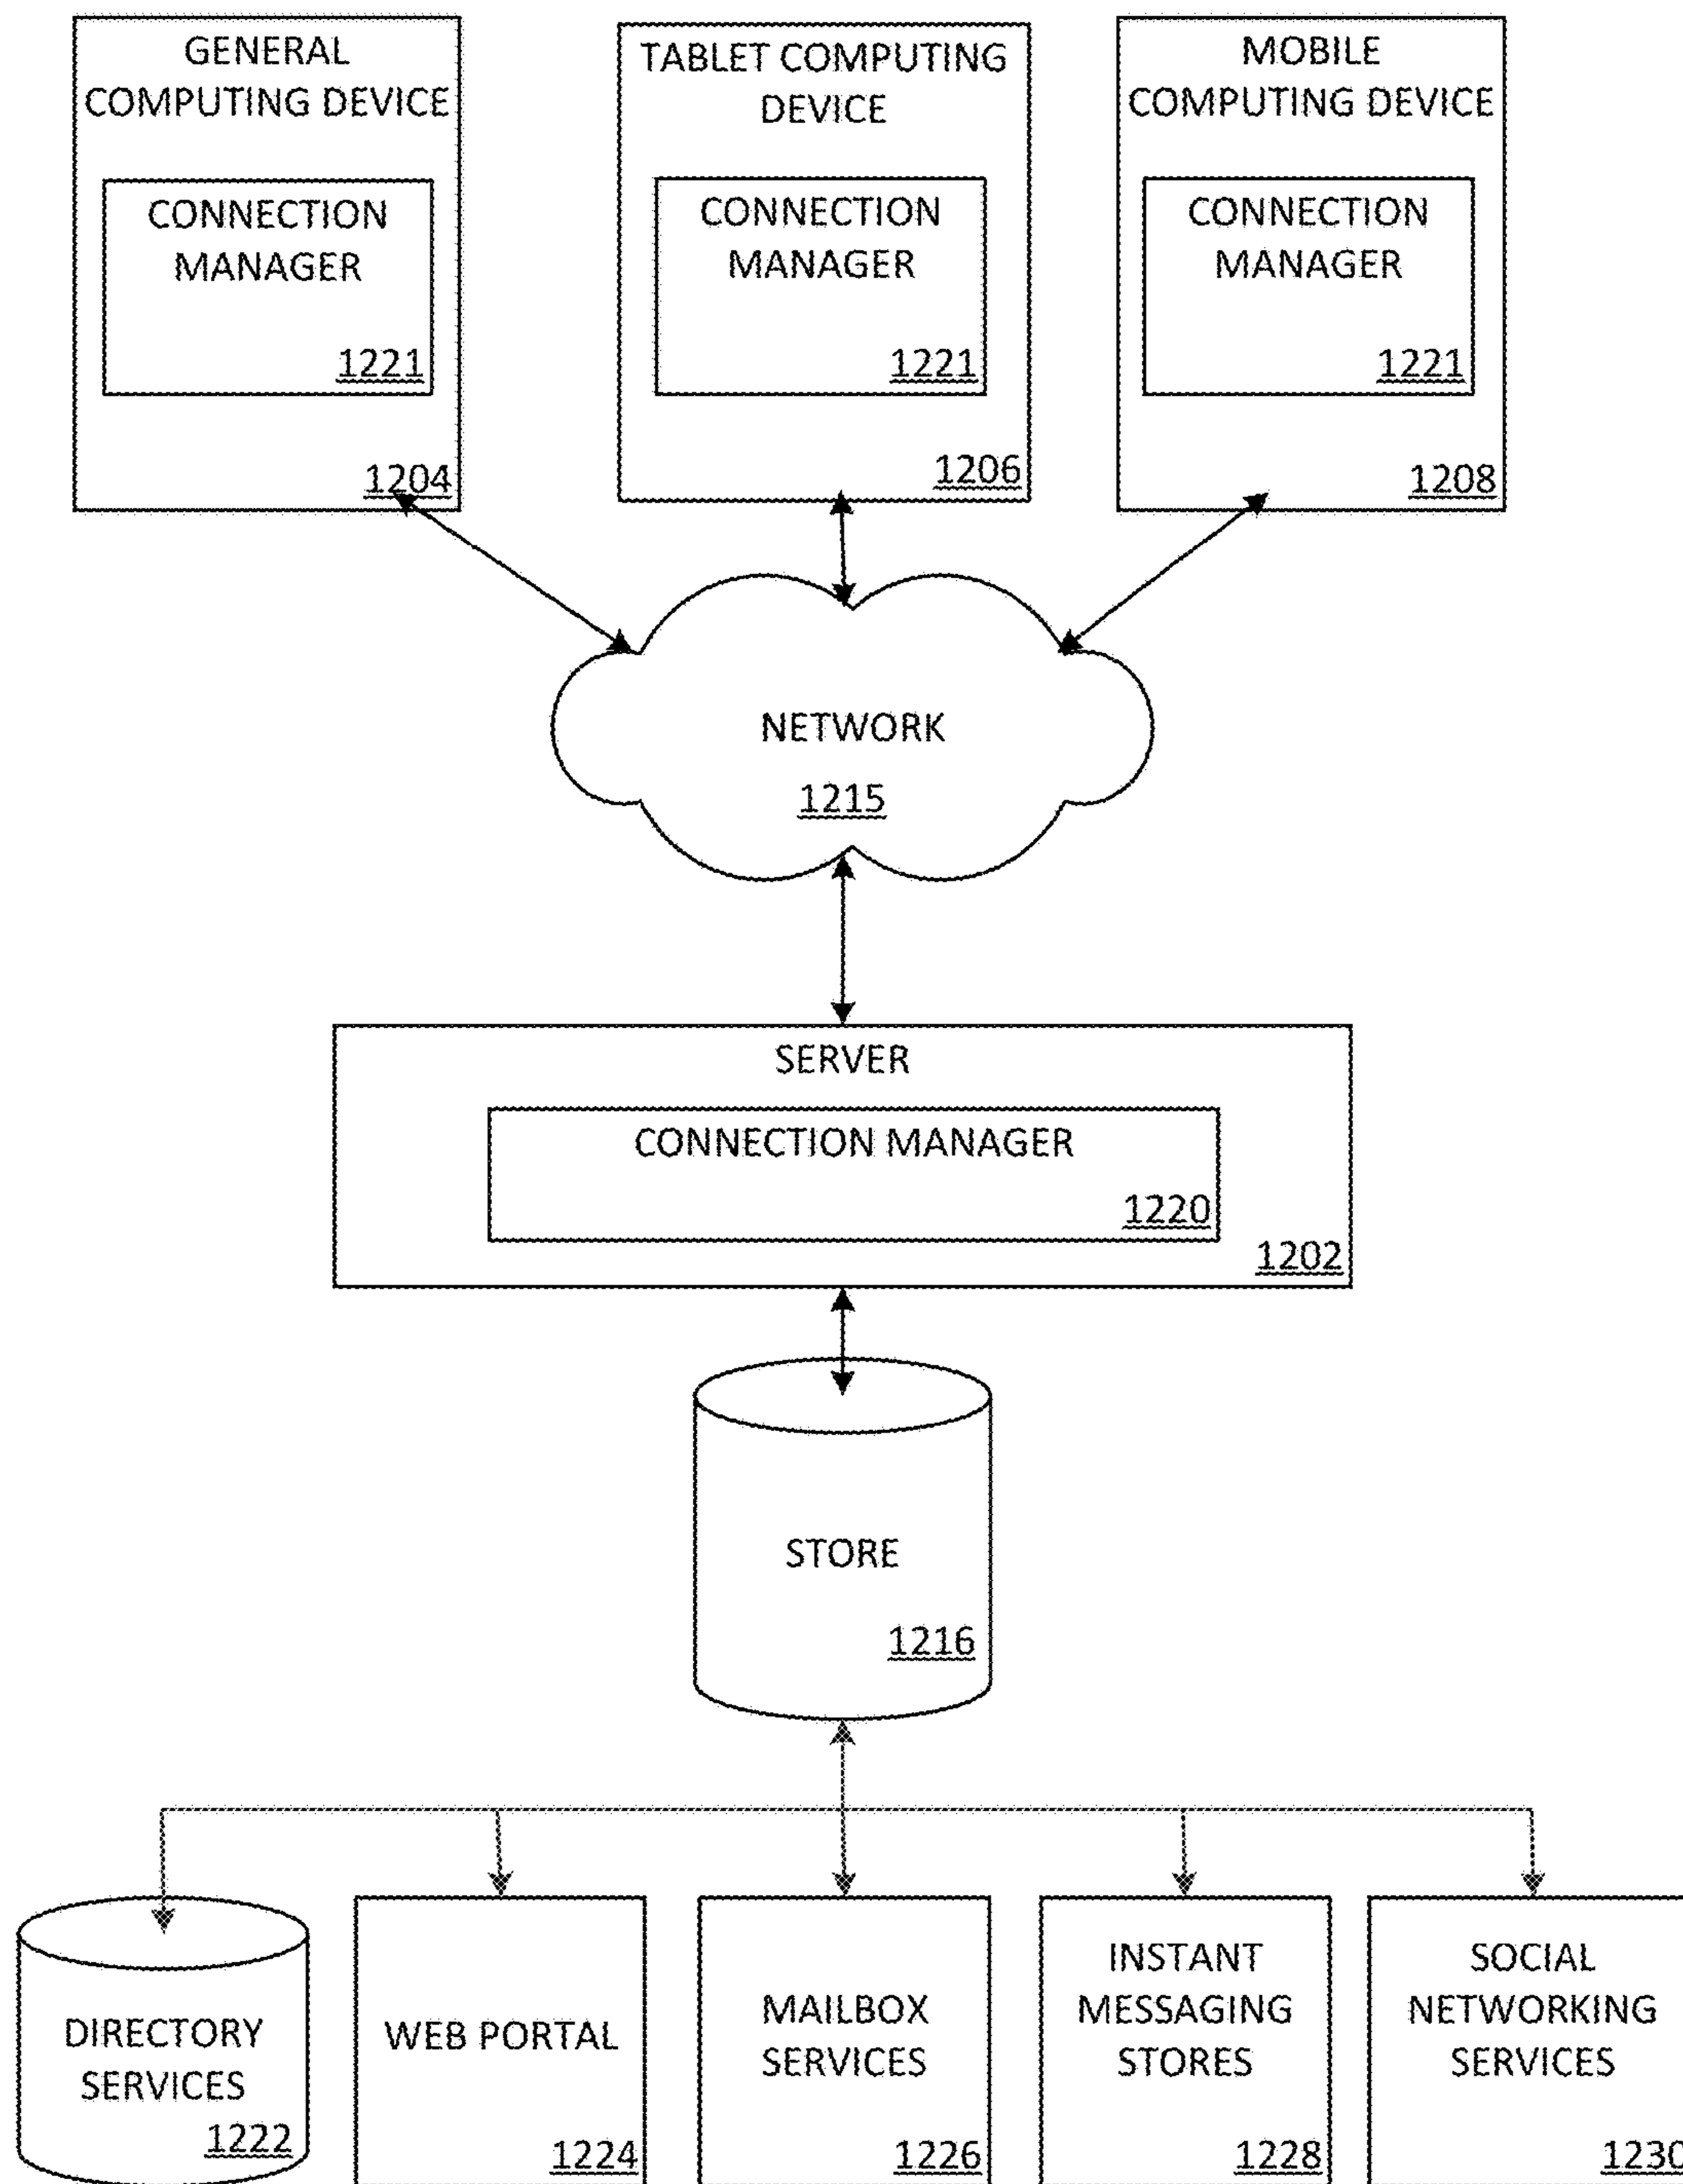 GENERAL
COMPUTING DEVICE
CONNECTION
MANAGER
1221
1204
TABLET COMPUTING
DEVICE
CONNECTION
MANAGER
1221
1206
MOBILE
COMPUTING DEVICE
CONNECTION
MANAGER
1221
1208
NETWORK
1215
SERVER
CONNECTION MANAGER
1220
1202
STORE
1216
DIRECTORY
SERVICES
1222
WEB PORTAL
1224
MAILBOX
SERVICES
1226
INSTANT
MESSAGING
STORES
1228
SOCIAL
NETWORKING
SERVICES
1230